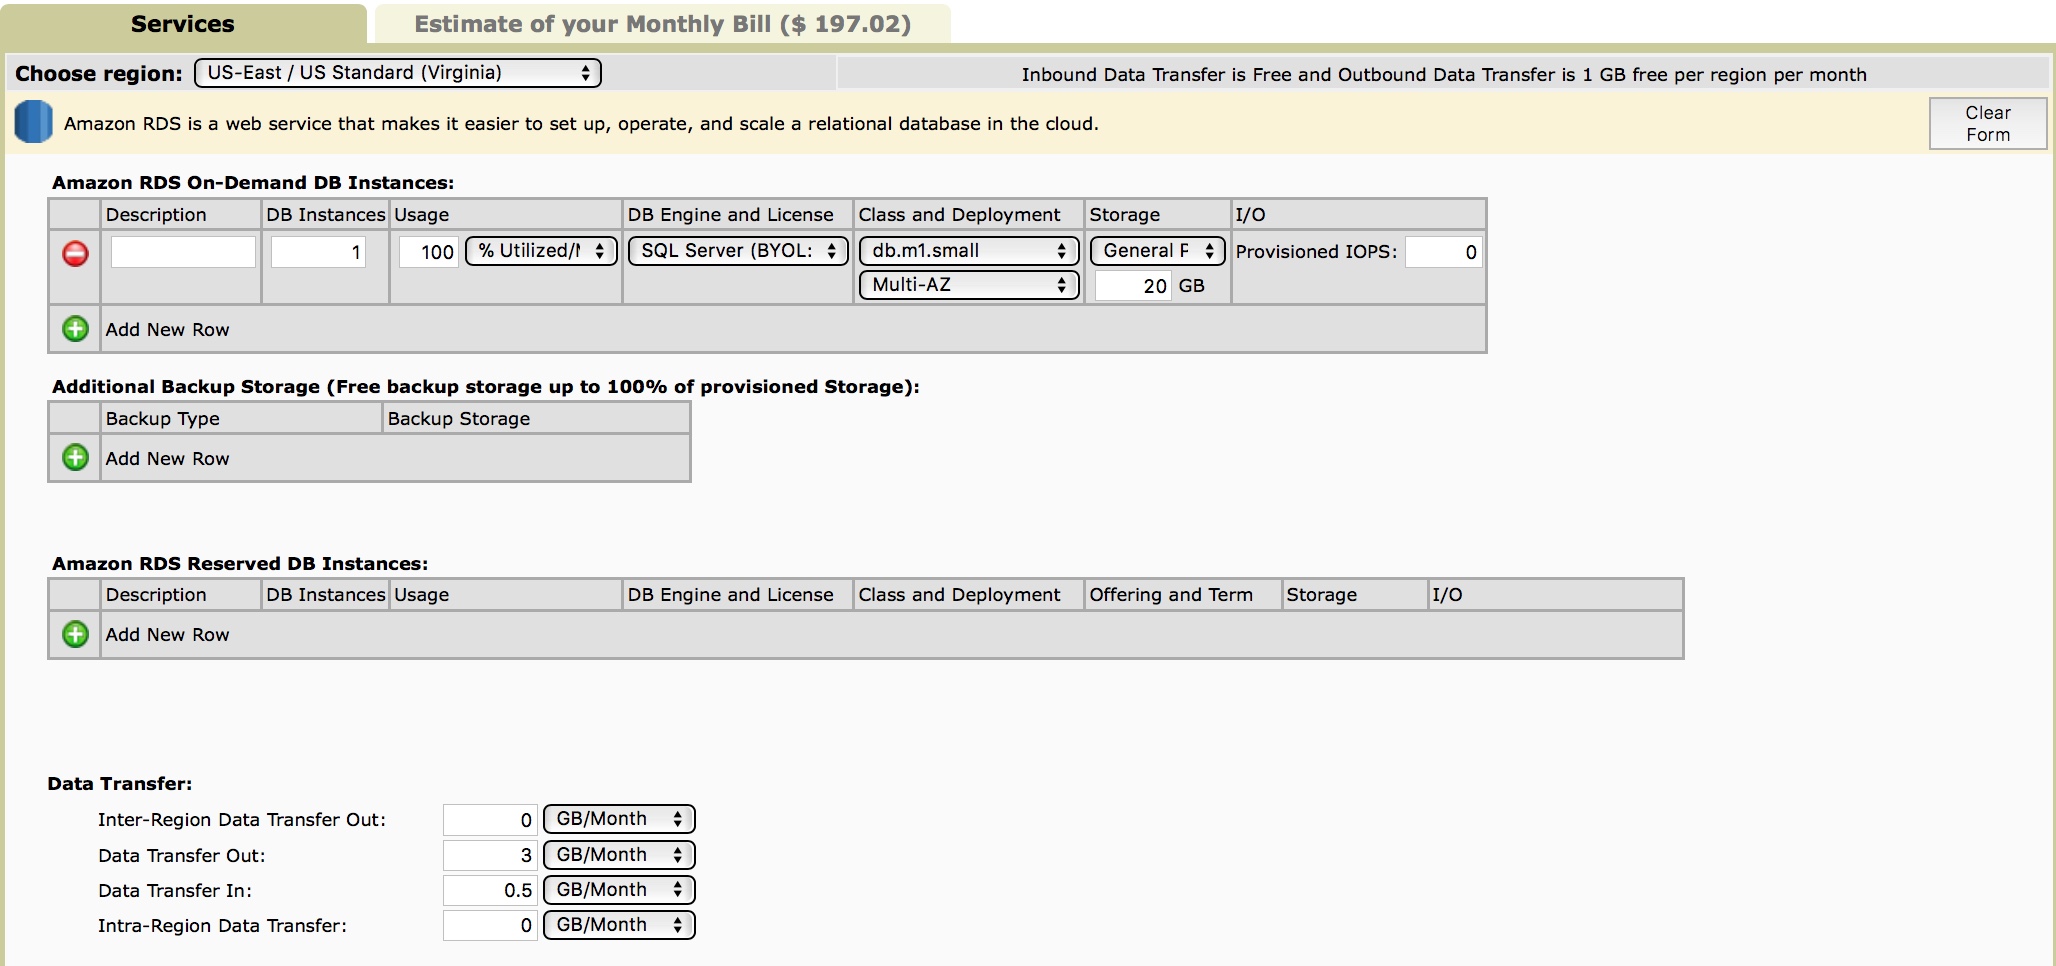 Services
Estimate of your Monthly Bill ($ 197.02)
Choose region: US-East / US Standard (Virginia)
Inbound Data Transfer is Free and Outbound Data Transfer is 1 GB free per region per month
Amazon RDS is a web service that makes it easier to set up, operate, and scale a relational database in the cloud.
Clear
Form
Amazon RDS On-Demand DB Instances:
Description DB Instances Usage DB Engine and License Class and Deployment Storage I/O
1 100 % Utilized/ SQL Server (BYOL: db.m1.small General Provisioned IOPS: 0
Multi-AZ 20 GB
Add New Row
Additional Backup Storage (Free backup storage up to 100% of provisioned Storage):
Backup Type Backup Storage
Add New Row
Amazon RDS Reserved DB Instances:
Description DB Instances Usage DB Engine and License Class and Deployment Offering and Term Storage I/O
Add New Row
Data Transfer:
Inter-Region Data Transfer Out: 0 GB/Month
Data Transfer Out: 3 GB/Month
Data Transfer In: 0.5 GB/Month
Intra-Region Data Transfer: 0 GB/Month